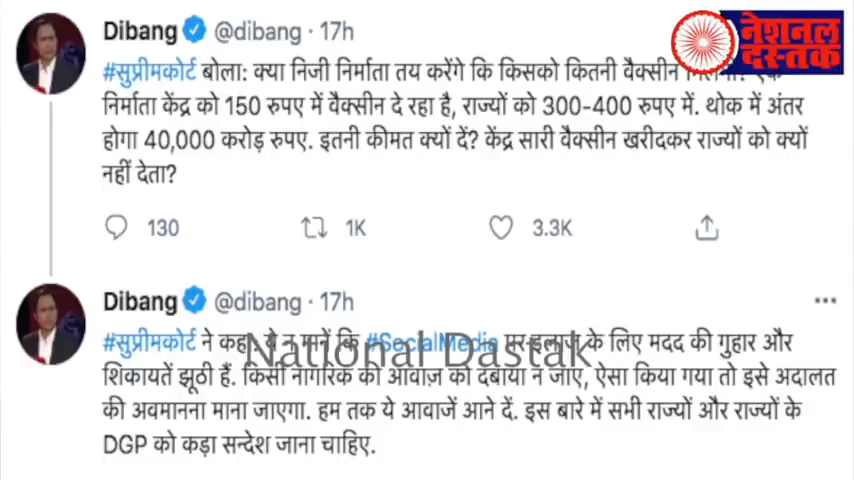 Dibang @dibang · 17h
नेशनल
दस्तक
#सुप्रीमकोर्ट बोला: क्या निजी निर्माता तय करेंगे कि किसको कितनी वैक्सीन
निर्माता केंद्र को 150 रुपए में वैक्सीन दे रहा है, राज्यों को 300-400 रुपए में. थोक में अंतर
होगा 40,000 करोड़ रुपए. इतनी कीमत क्यों दें? केंद्र सारी वैक्सीन खरीदकर राज्यों को क्यों
नहीं देता?
130 1K 3.3K
Dibang @dibang · 17h
#सुप्रीमकोर्ट ने कहा, ये न मानें कि #SocialMedia पर इलाज के लिए मदद की गुहार और
National Dastak
शिकायतें झूठी हैं. किसी नागरिक की आवाज़ को दबाया न जाए, ऐसा किया गया तो इसे अदालत
की अवमानना माना जाएगा. हम तक ये आवाजें आने दें. इस बारे में सभी राज्यों और राज्यों के
DGP को कड़ा सन्देश जाना चाहिए.